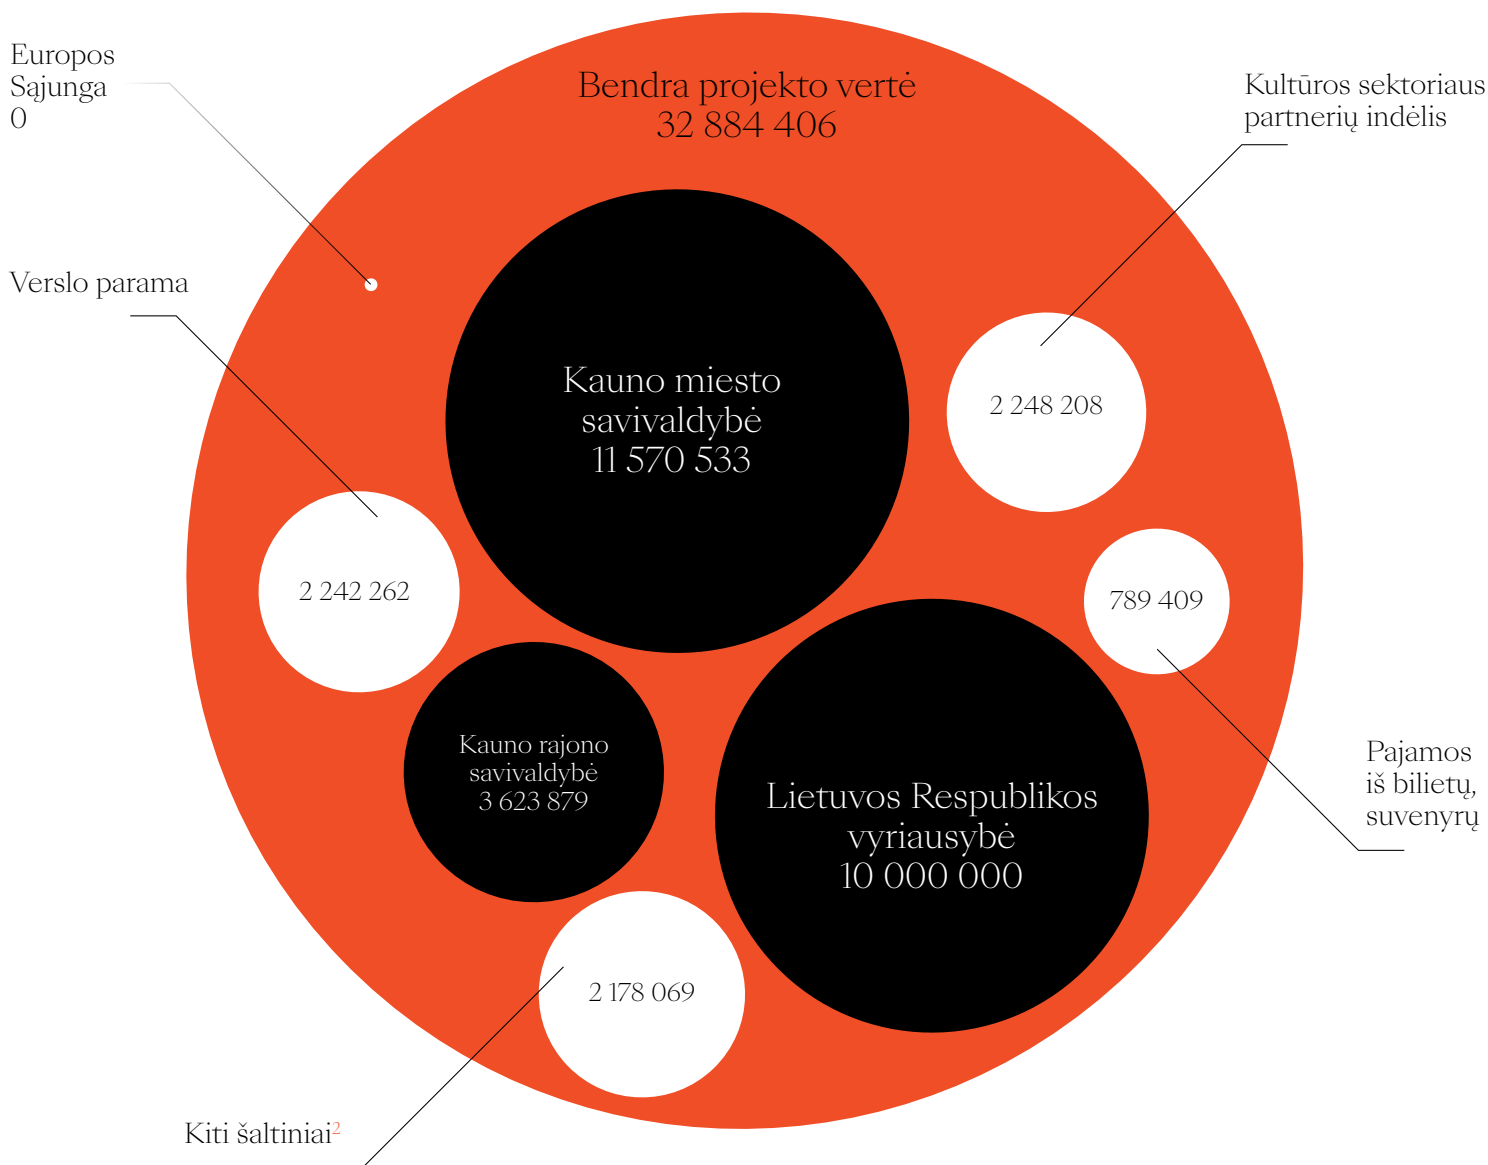 Europos
Sąjunga
0
Bendra projekto vertė
32 884 406
Kultūros sektoriaus
partnerių indėlis
Verslo parama
Kauno miesto
savivaldybė
11 570 533
2 248 208
2 242 262
789 409
Kauno rajono
savivaldybė
3 623 879
Lietuvos Respublikos
vyriausybė
10 000 000
Pajamos
iš bilietų,
suvenyrų
2 178 069
Kiti šaltiniai²